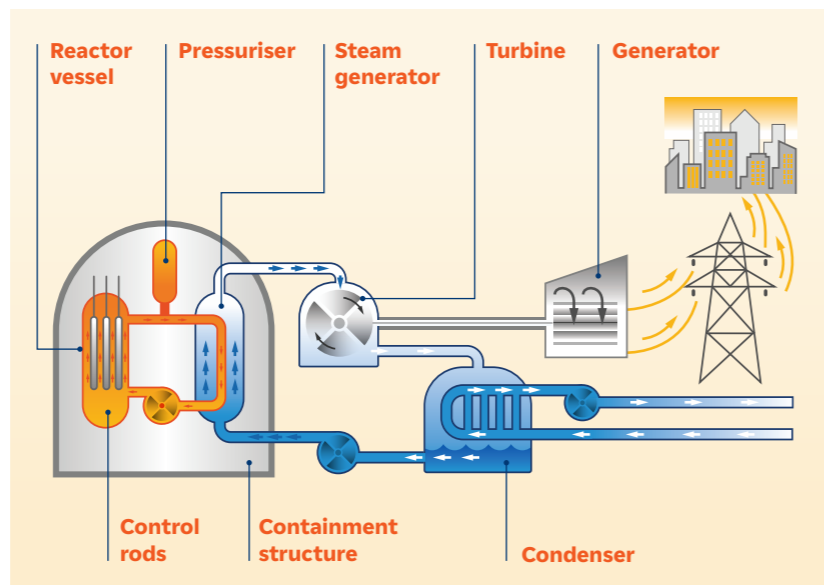 Reactor
vessel
Pressuriser
Steam
generator
Turbine
Generator
Control
rods
Containment
structure
Condenser